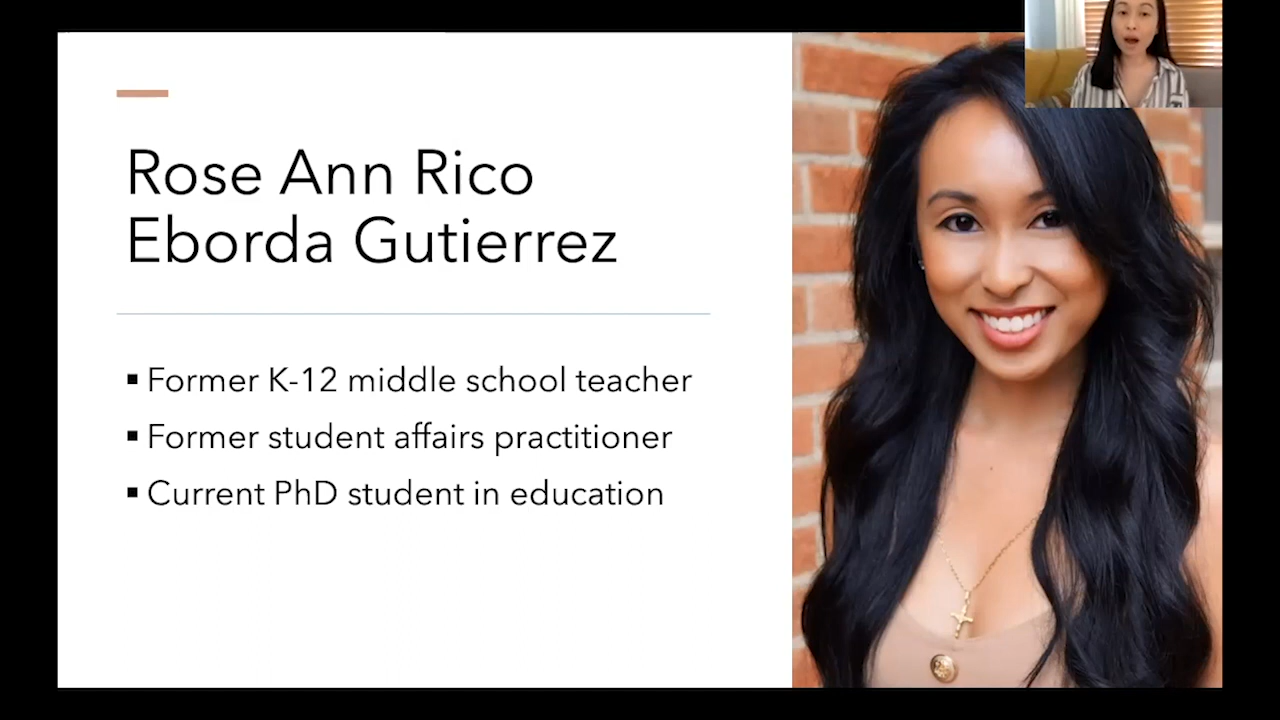 Rose Ann Rico
Eborda Gutierrez
▪ Former K-12 middle school teacher
▪ Former student affairs practitioner
▪ Current PhD student in education